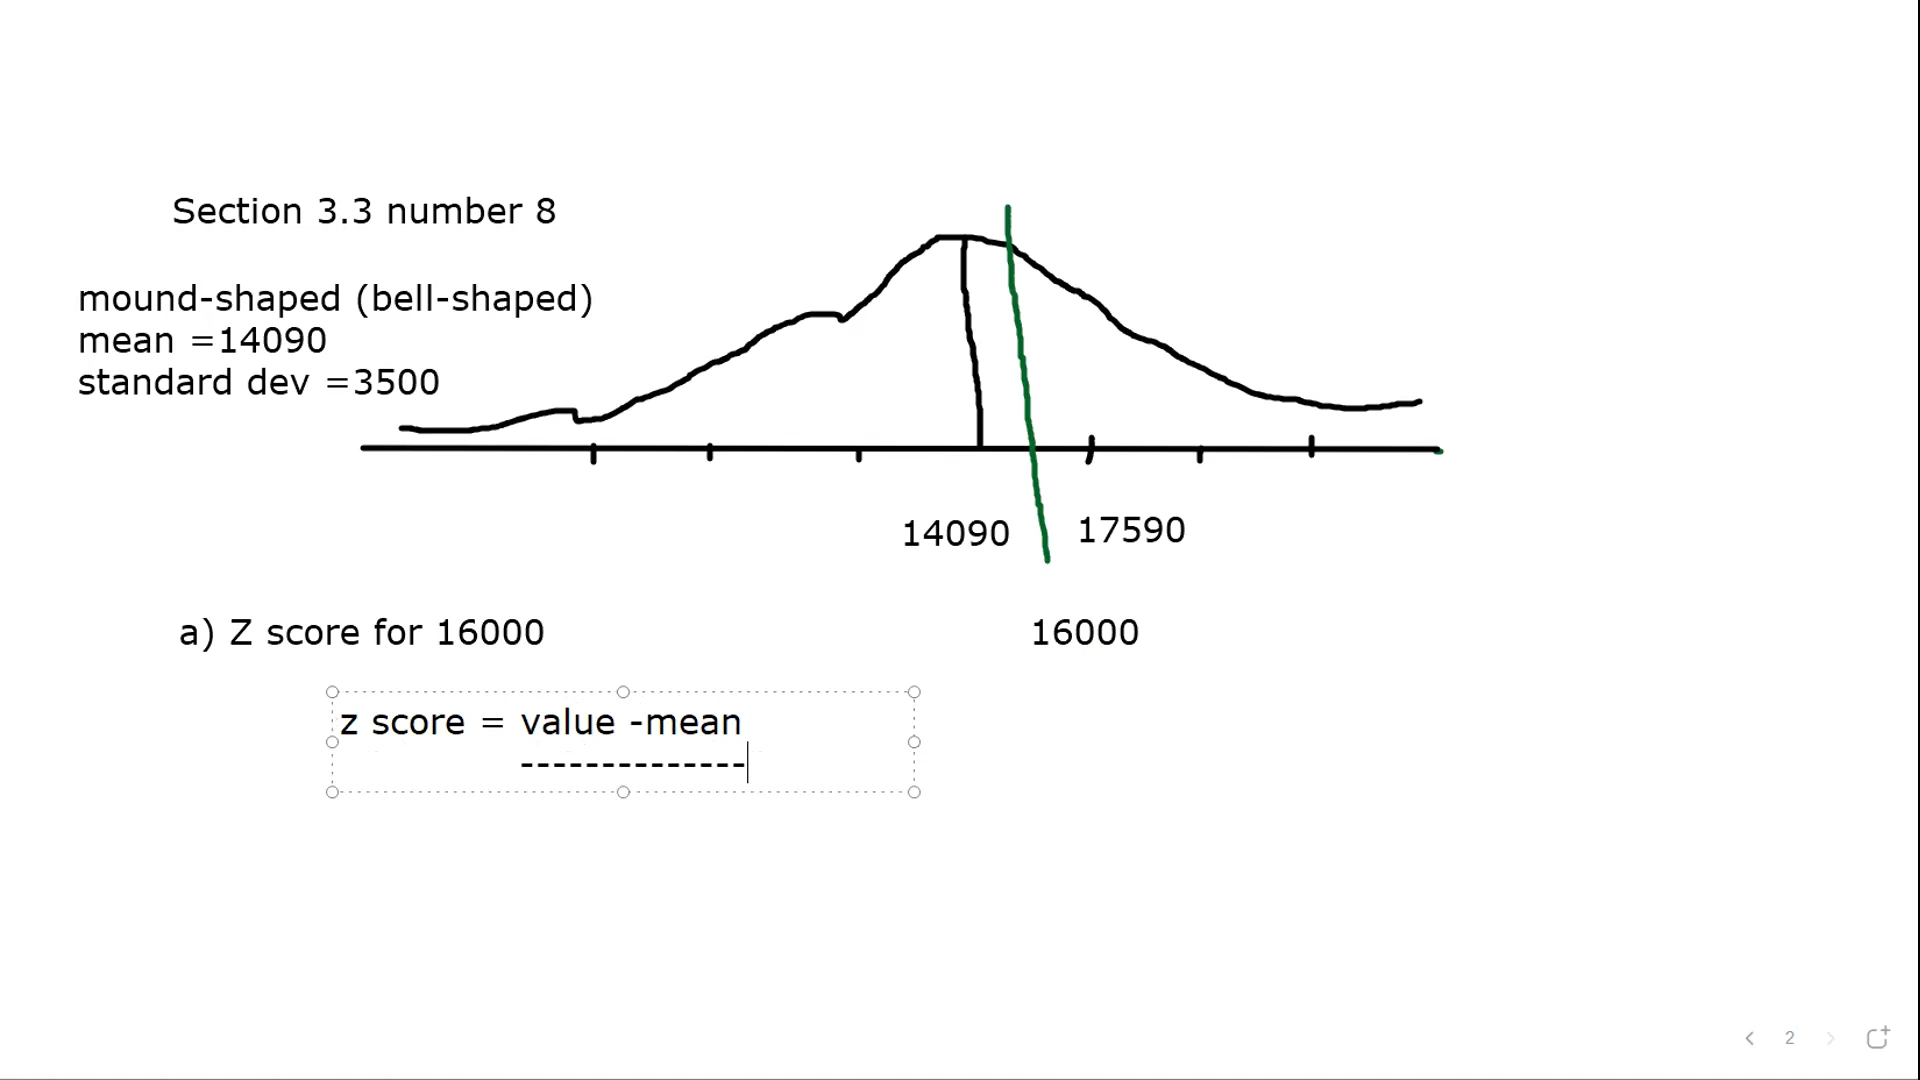 Section 3.3 number 8
mound-shaped (bell-shaped)
mean =14090
standard dev =3500
14090
17590
a) Z score for 16000
16000
z score = value -mean
--------------
2